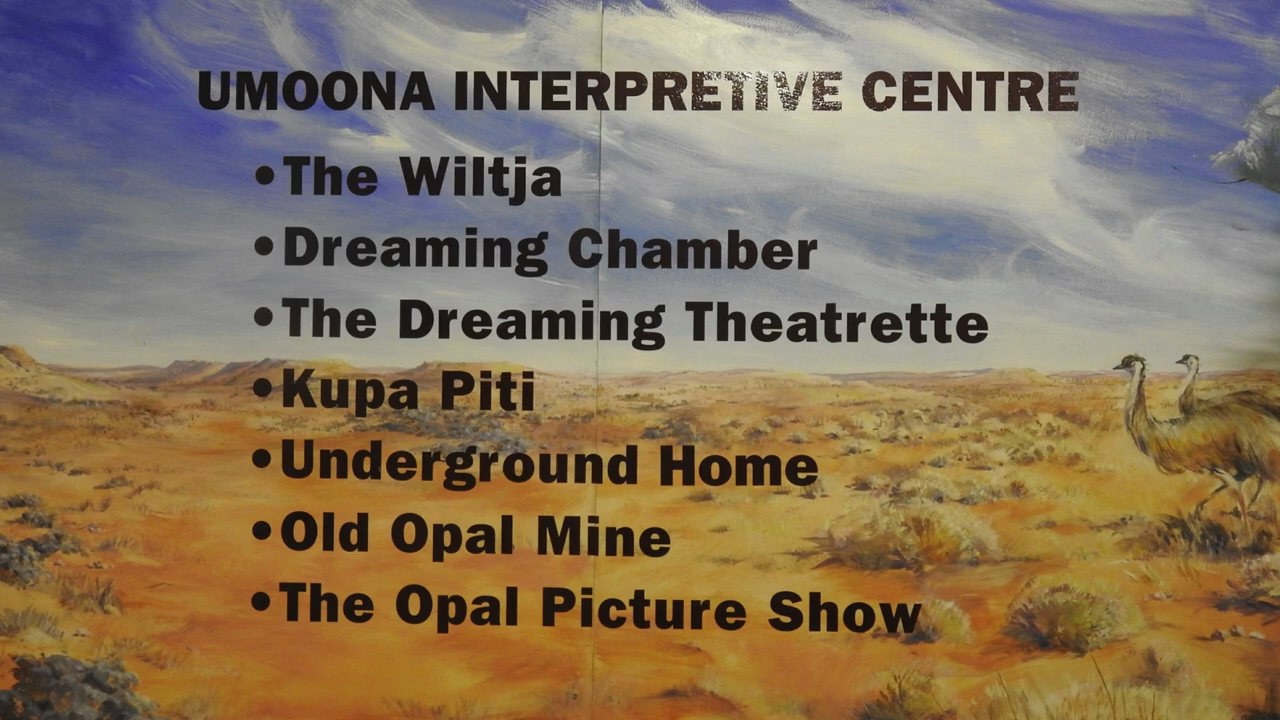 UMOONA INTERPRETIVE CENTRE
•The Wiltja
•Dreaming Chamber
•The Dreaming Theatrette
•Kupa Piti
•Underground Home
•Old Opal Mine
•The Opal Picture Show